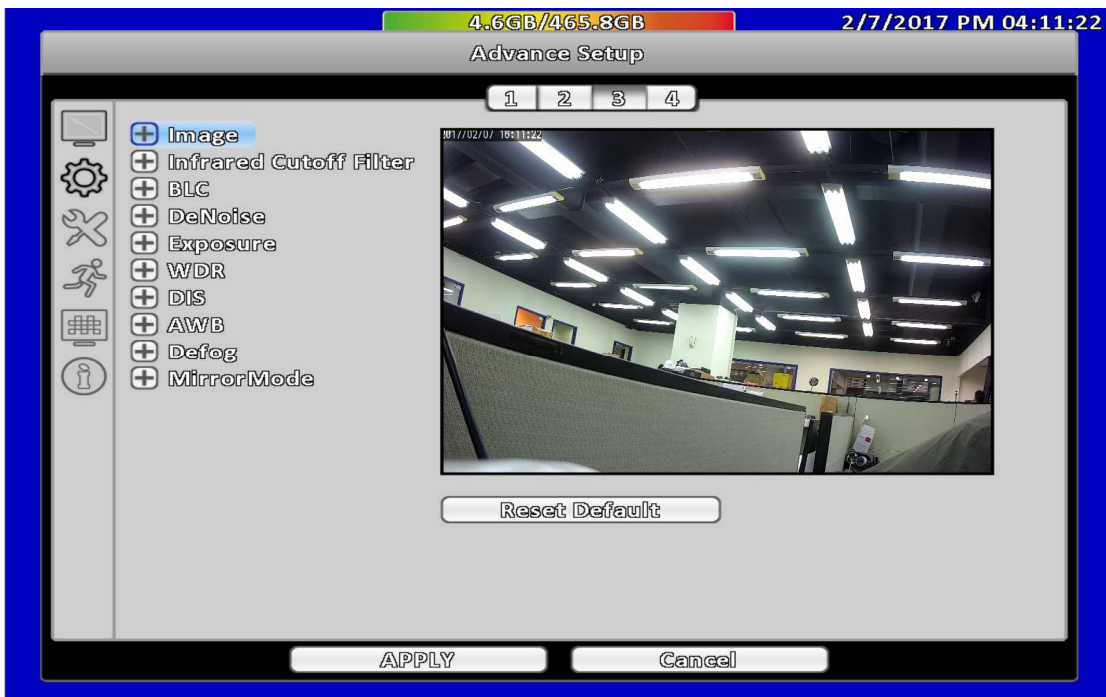 4.6GB/465.8GB
2/7/2017 PM 04:11:22
Advance Setup
1 2 3 4
Image
Infrared Cutoff Filter
BLC
DeNoise
Exposure
WDR
DIS
AWB
Defog
MirrorMode
017/02/07 16:11:22
Reset Default
APPLY
Cancel